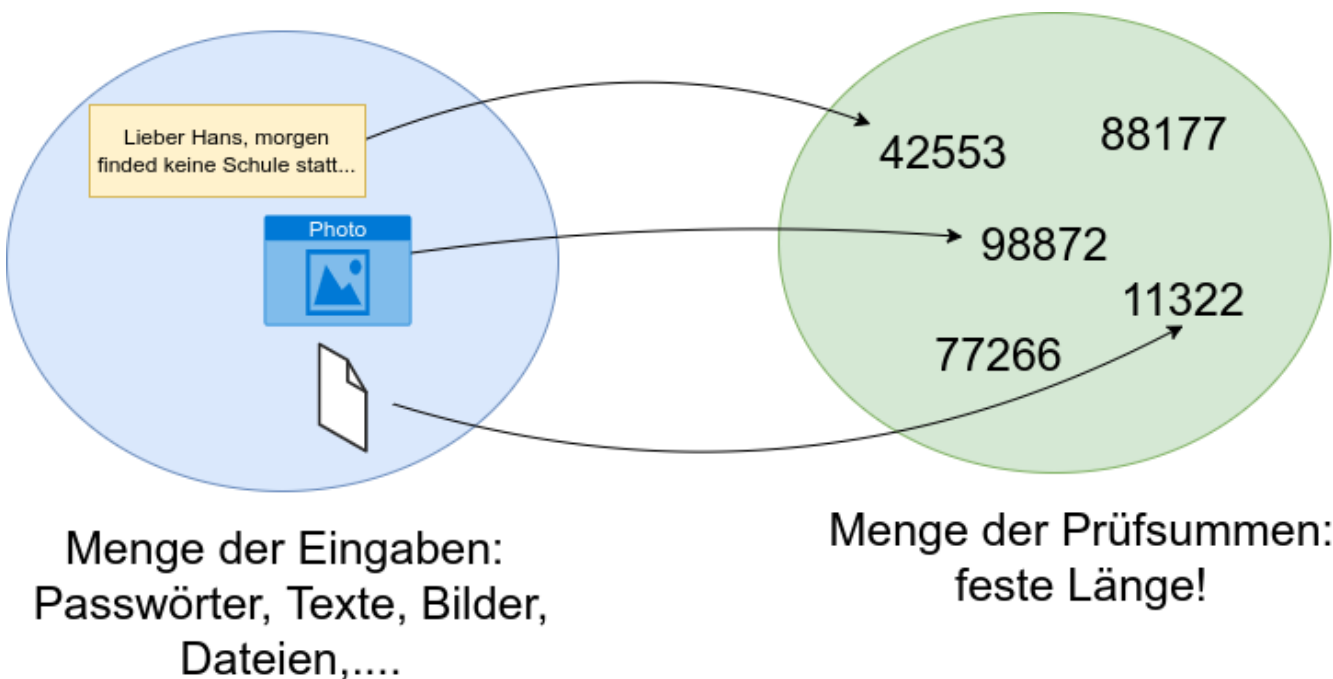 Lieber Hans, morgen
finded keine Schule statt...
Photo
42553
88177
98872
11322
77266
Menge der Eingaben:
Passwörter, Texte, Bilder,
Dateien,....
Menge der Prüfsummen:
feste Länge!